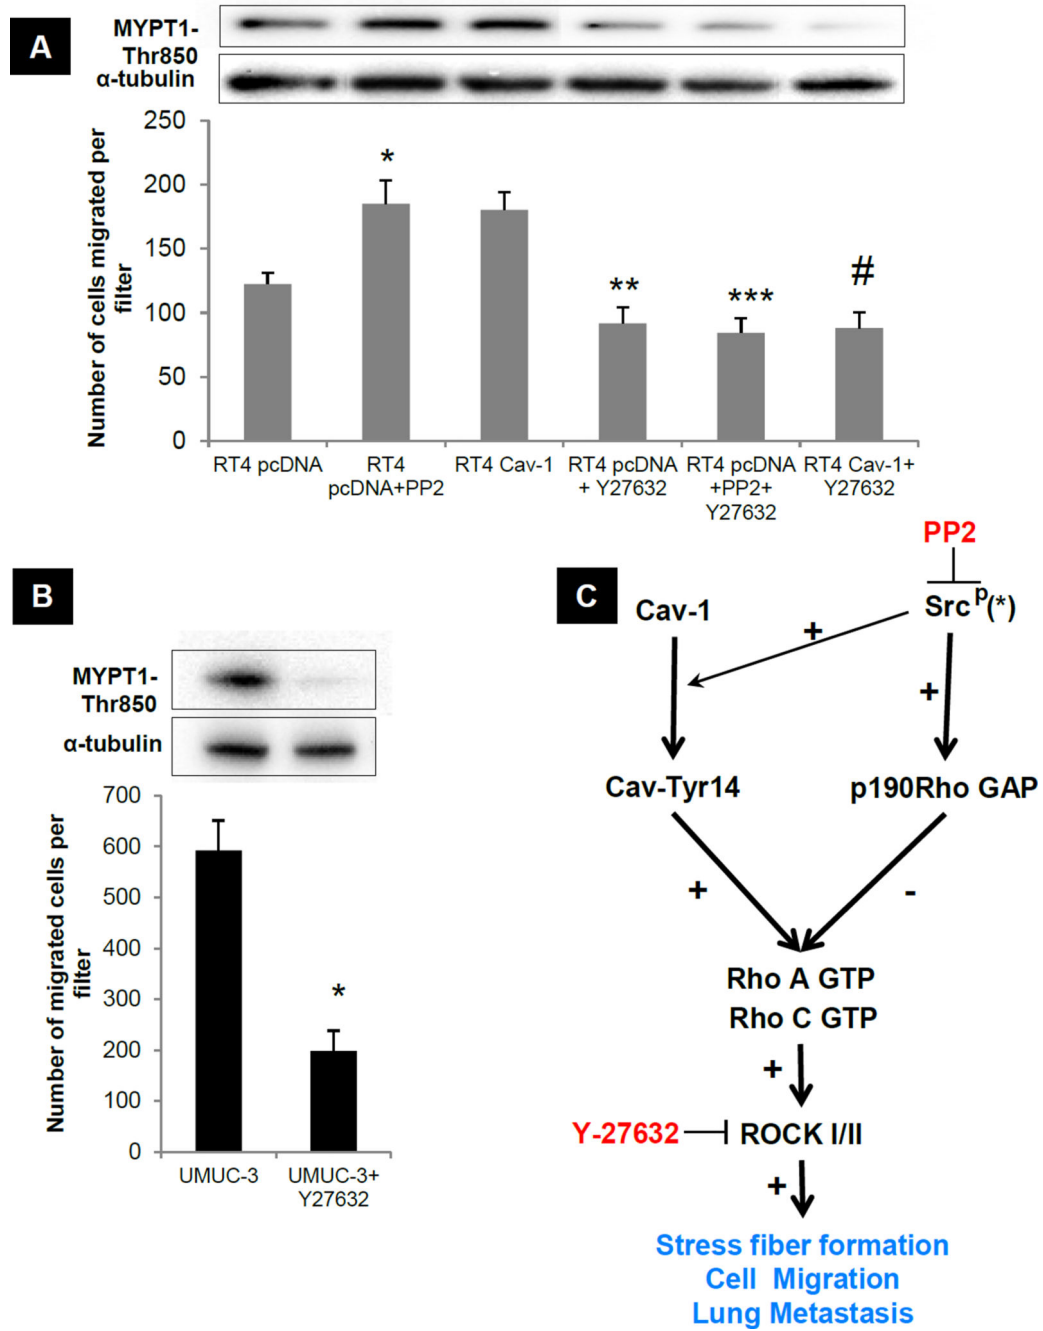 A
MYPT1-
Thr850
α-tubulin
Number of cells migrated per
filter
250
200
150
100
50
0
*
**
***
#
RT4 pcDNA
RT4
pcDNA+PP2
RT4 Cav-1
RT4 pcDNA
+ Y27632
RT4 pcDNA
+PP2+
Y27632
RT4 Cav-1+
Y27632
B
MYPT1-
Thr850
α-tubulin
Number of migrated cells per
filter
700
600
500
400
300
200
100
0
*
UMUC-3
UMUC-3+
Y27632
C
PP2
Cav-1
Src p(*)
+
+
Cav-Tyr14
p190Rho GAP
+
-
Rho A GTP
Rho C GTP
+
Y-27632
ROCK I/II
+
Stress fiber formation
Cell Migration
Lung Metastasis